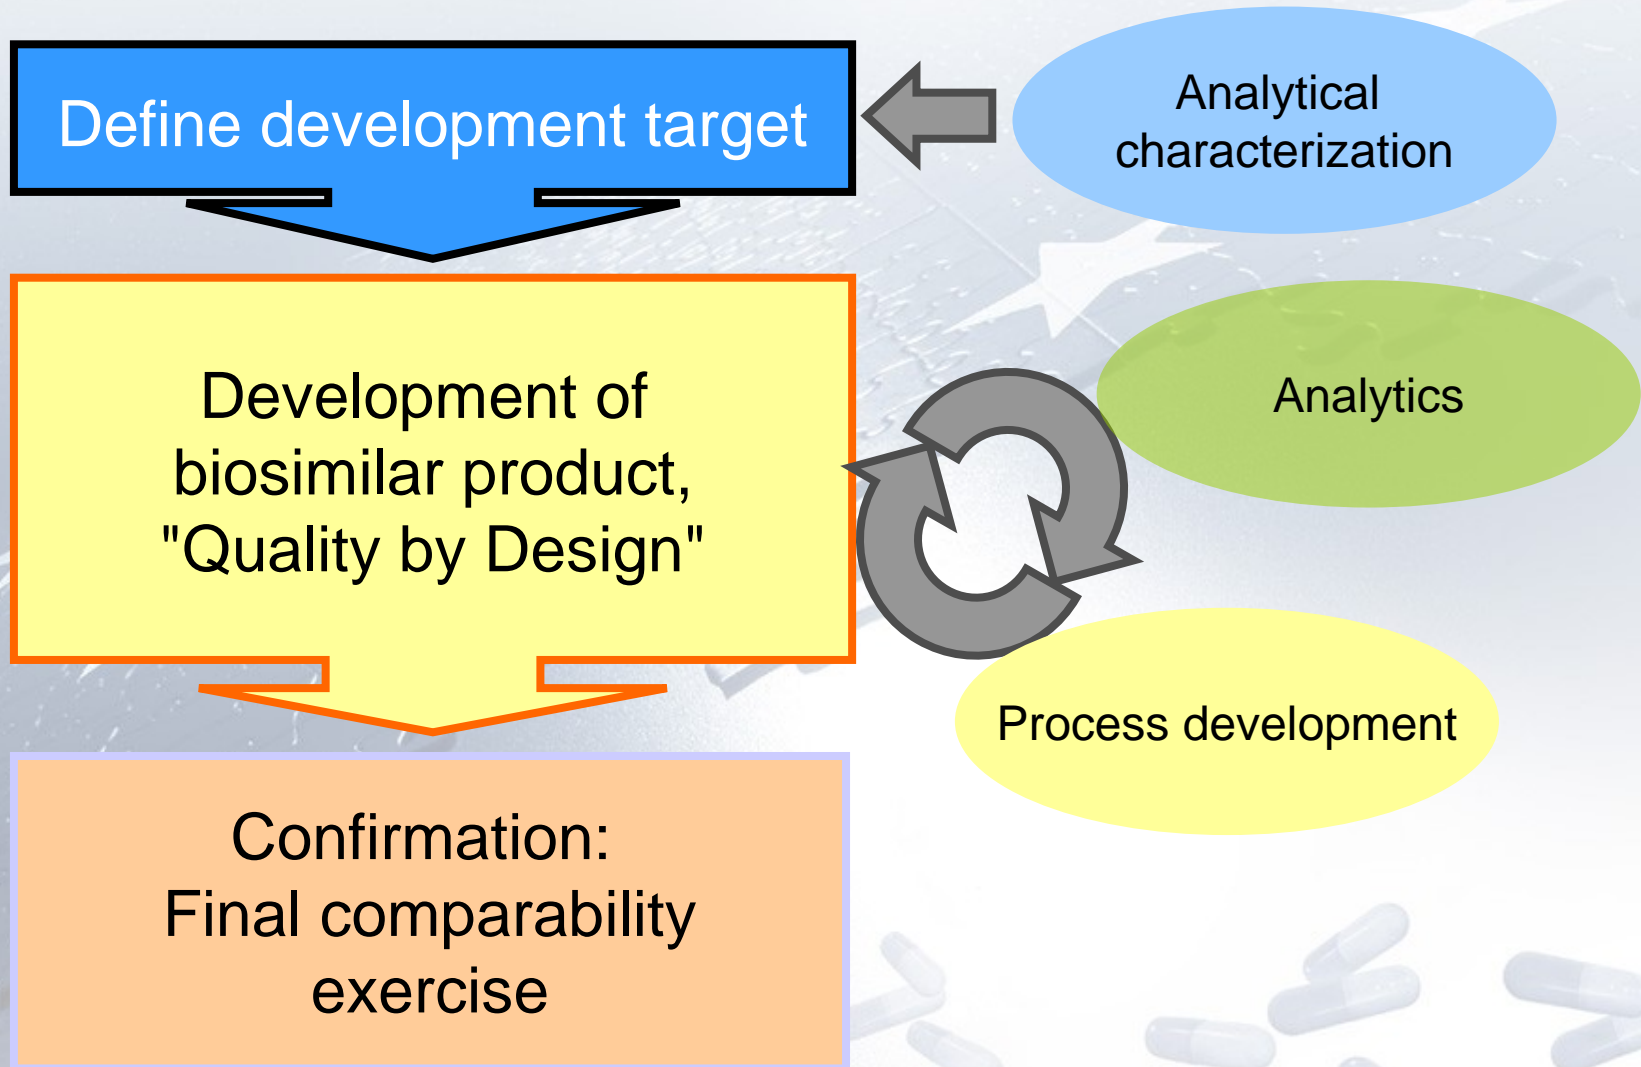 Define development target
Analytical
characterization
Development of
biosimilar product,
"Quality by Design"
Analytics
Process development
Confirmation:
Final comparability
exercise